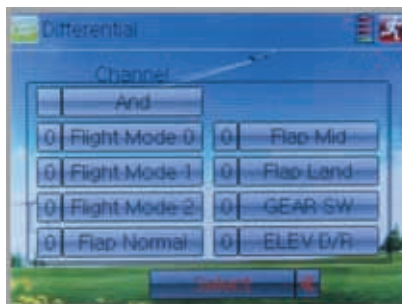 Differential
Channel
And
0 Flight Mode 0
0 Flap Mid
0 Flight Mode 1
0 Flap Land
0 Flight Mode 2
0 GEAR SW
0 Flap Normal
0 ELEV D/R
Select